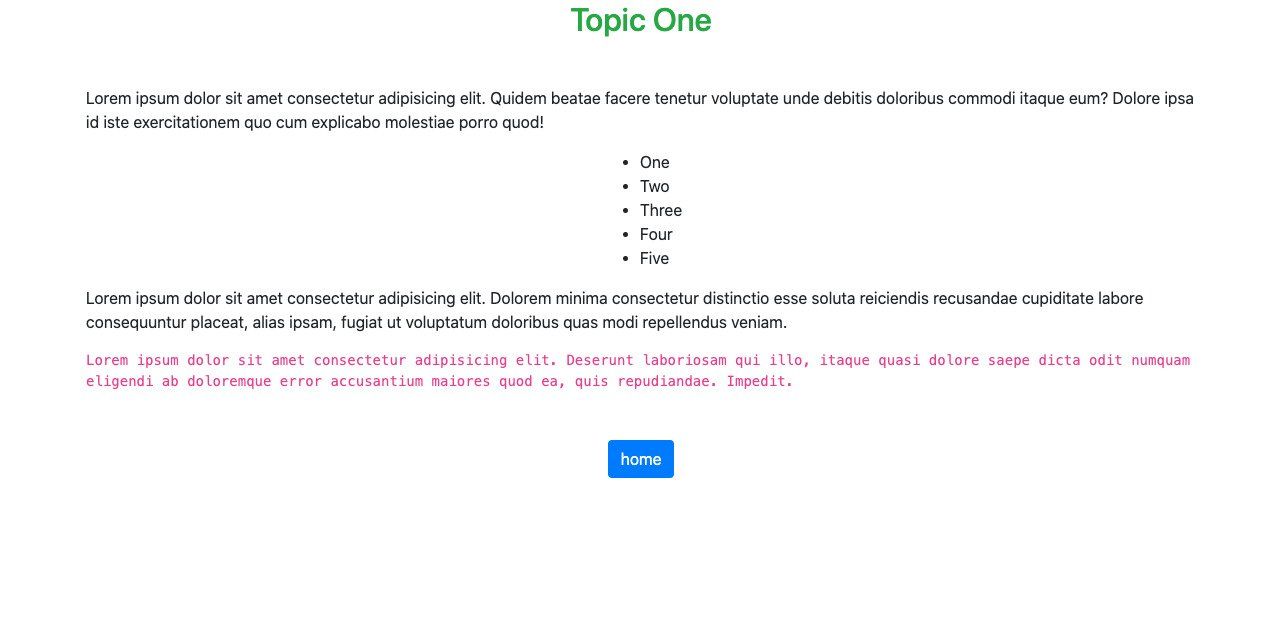 Topic One
Lorem ipsum dolor sit amet consectetur adipisicing elit. Quidem beatae facere tenetur voluptate unde debitis doloribus commodi itaque eum? Dolore ipsa
id iste exercitationem quo cum explicabo molestiae porro quod!
• One
• Two
• Three
• Four
• Five
Lorem ipsum dolor sit amet consectetur adipisicing elit. Dolorem minima consectetur distinctio esse soluta reiciendis recusandae cupiditate labore
consequuntur placeat, alias ipsam, fugiat ut voluptatum doloribus quas modi repellendus veniam.
Lorem ipsum dolor sit amet consectetur adipisicing elit. Deserunt laboriosam qui illo, itaque quasi dolore saepe dicta odit numquam
eligendi ab doloremque error accusantium maiores quod ea, quis repudiandae. Impedit.
home